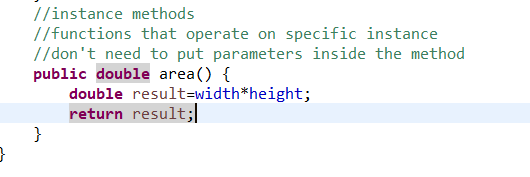 //instance methods
//functions that operate on specific instance
//don't need to put parameters inside the method
public double area() {
double result=width*height;
return result;
}
}